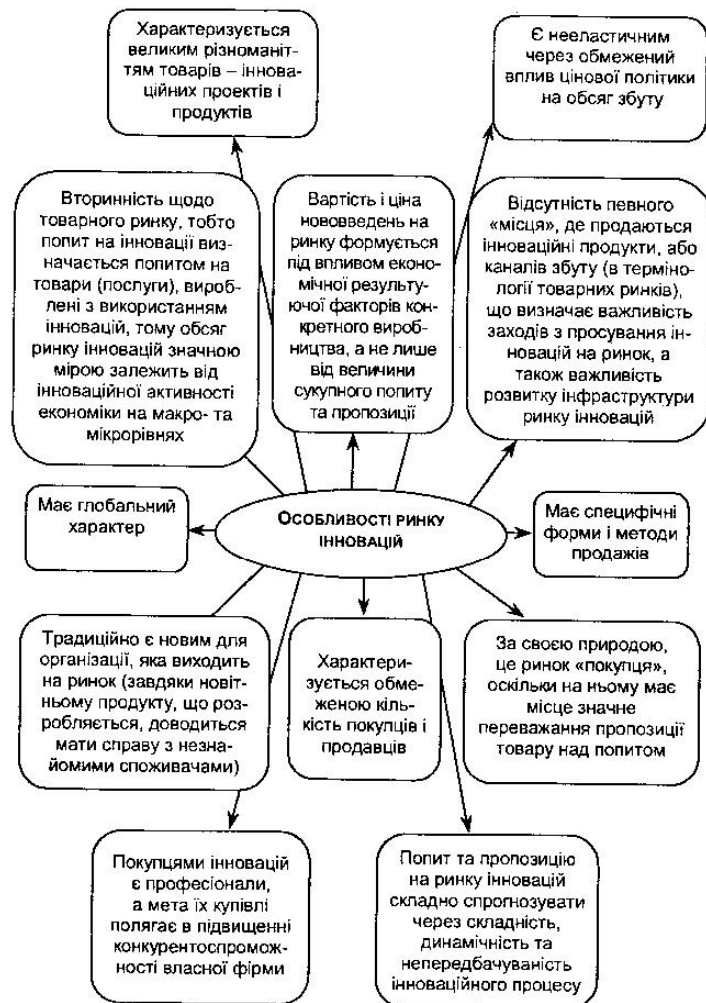 Характеризується
великим різноманіт-
тям товарів – іннова-
ційних проектів і
продуктів
Є нееластичним
через обмежений
вплив цінової політики
на обсяг збуту
Вторинність щодо
товарного ринку, тобто
попит на інновації виз-
начається попитом на
товари (послуги), вироб-
лені з використанням
інновацій, тому обсяг
ринку інновацій значною
мірою залежить від
інноваційної активності
економіки на макро- та
мікрорівнях
Вартість і ціна
нововведень на
ринку формується
під впливом еконо-
мічної результу-
ючої факторів кон-
кретного вироб-
ництва, а не лише
від величини
сукупного попиту
та пропозиції
Відсутність певного
«місця», де продаються
інноваційні продукти, або
каналів збуту (в терміно-
логії товарних ринків),
що визначає важливість
заходів з просування ін-
новацій на ринок, а
також важливість
розвитку інфраструктури
ринку інновацій
Має глобальний
характер
ОСОБЛИВОСТІ РИНКУ
ІННОВАЦІЙ
Має специфічні
форми і методи
продажів
Традиційно є новим для
організації, яка виходить
на ринок (завдяки новіт-
ньому продукту, що роз-
робляється, доводиться
мати справу з незна-
йомими споживачами)
Характери-
зується обме-
женою кіль-
кість покупців і
продавців
За своєю природою,
це ринок «покупця»,
оскільки на ньому має
місце значне
переважання пропозиції
товару над попитом
Покупцями інновацій
є професіонали,
а мета їх купівлі
полягає в підвищенні
конкурентоспромож-
ності власної фірми
Попит та пропозицію
на ринку інновацій
складно спрогнозувати
через складність,
динамічність та
непередбачуваність
інноваційного процесу